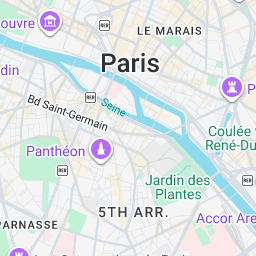 LE MARAIS
ouvre
Paris
rdin
P
Bd Saint-Germain
Seine
Coulée v
René-Du
Panthéon
Jardin des
Plantes
5TH ARR.
PARNASSE
Accor Are